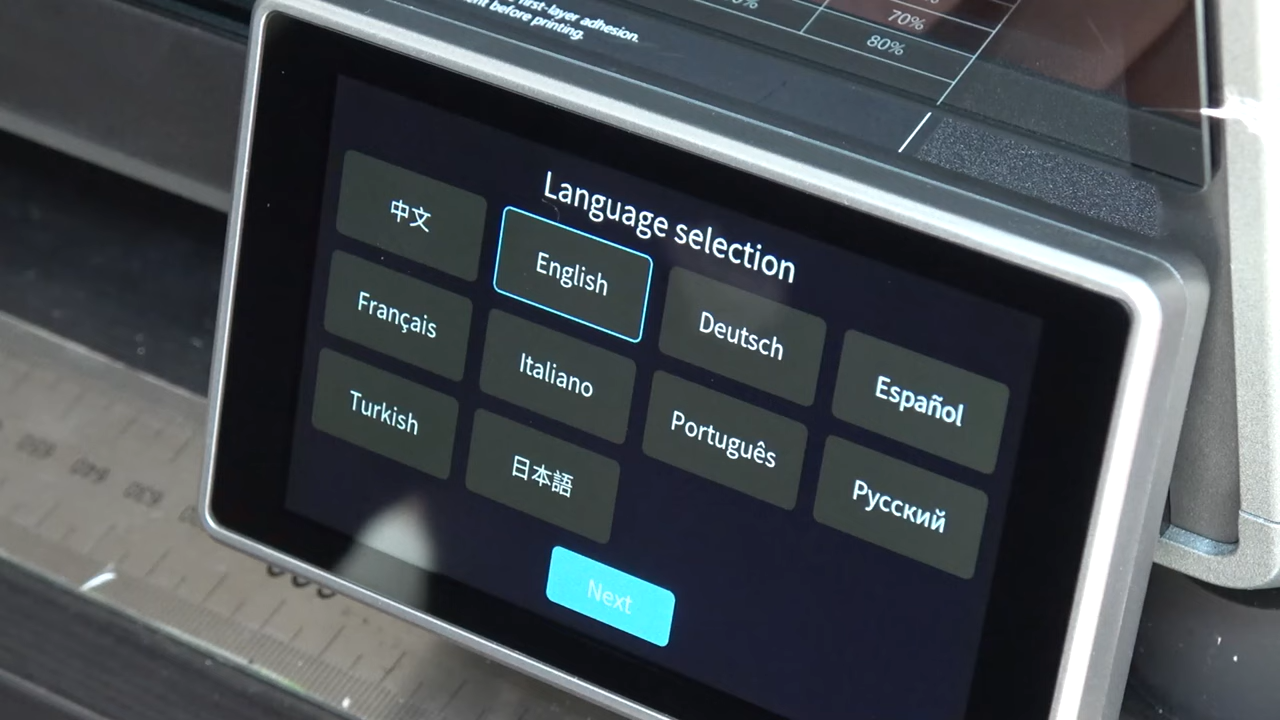 first-layer adhesion.
before printing.
70%
80%
Language selection
中文
English
Deutsch
Español
Français
Italiano
Português
Русский
Turkish
日本語
Next